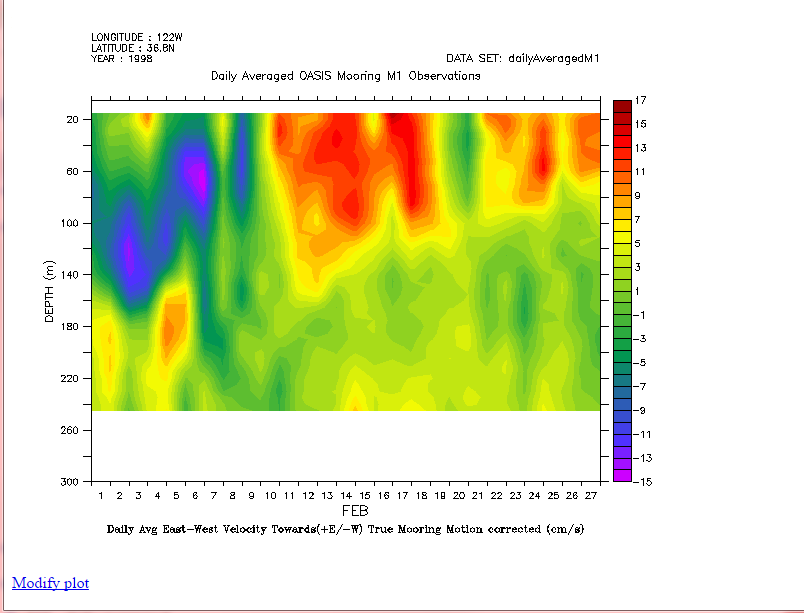 LONGITUDE : 122W
LATITUDE : 36.8N
YEAR : 1998
DATA SET: dailyAveragedM1
Daily Averaged OASIS Mooring M1 Observations
20
60
100
140
180
220
260
300
DEPTH (m)
1 2 3 4 5 6 7 8 9 10 11 12 13 14 15 16 17 18 19 20 21 22 23 24 25 26 27
FEB
17
15
13
11
9
7
5
3
1
-1
-3
-5
-7
-9
-11
-13
-15
Daily Avg East-West Velocity Towards(+E/-W) True Mooring Motion corrected (cm/s)
Modify plot